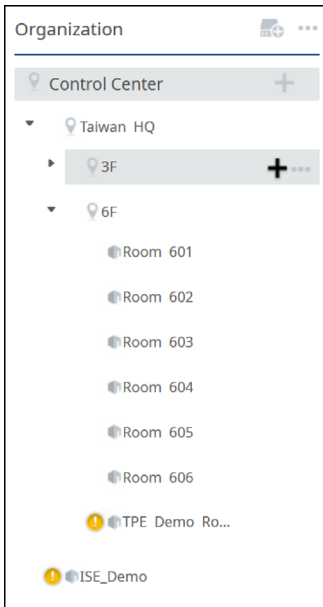 Organization
Control Center
Taiwan HQ
3F
6F
Room 601
Room 602
Room 603
Room 604
Room 605
Room 606
TPE Demo Ro...
ISE_Demo